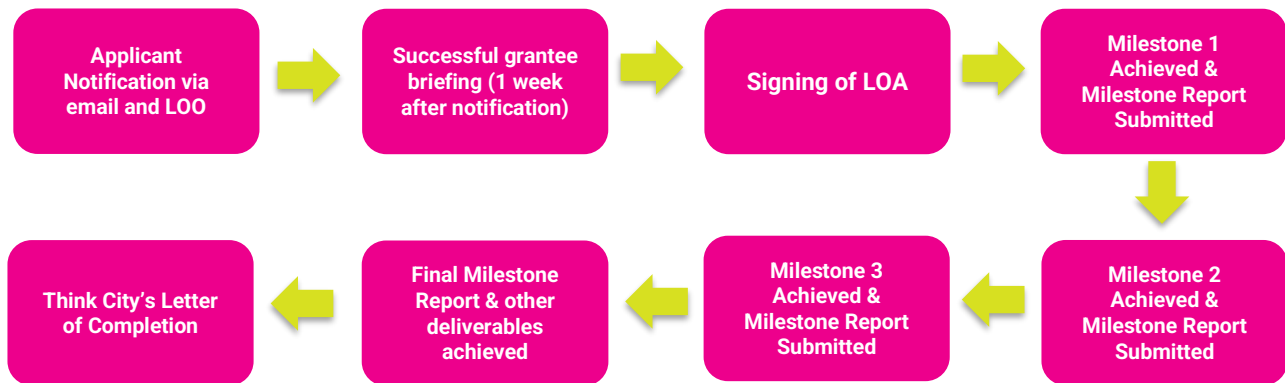 Applicant
Notification via
email and LOO
Successful grantee
briefing (1 week
after notification)
Signing of LOA
Milestone 1
Achieved &
Milestone Report
Submitted
Milestone 2
Achieved &
Milestone Report
Submitted
Milestone 3
Achieved &
Milestone Report
Submitted
Final Milestone
Report & other
deliverables
achieved
Think City’s Letter
of Completion